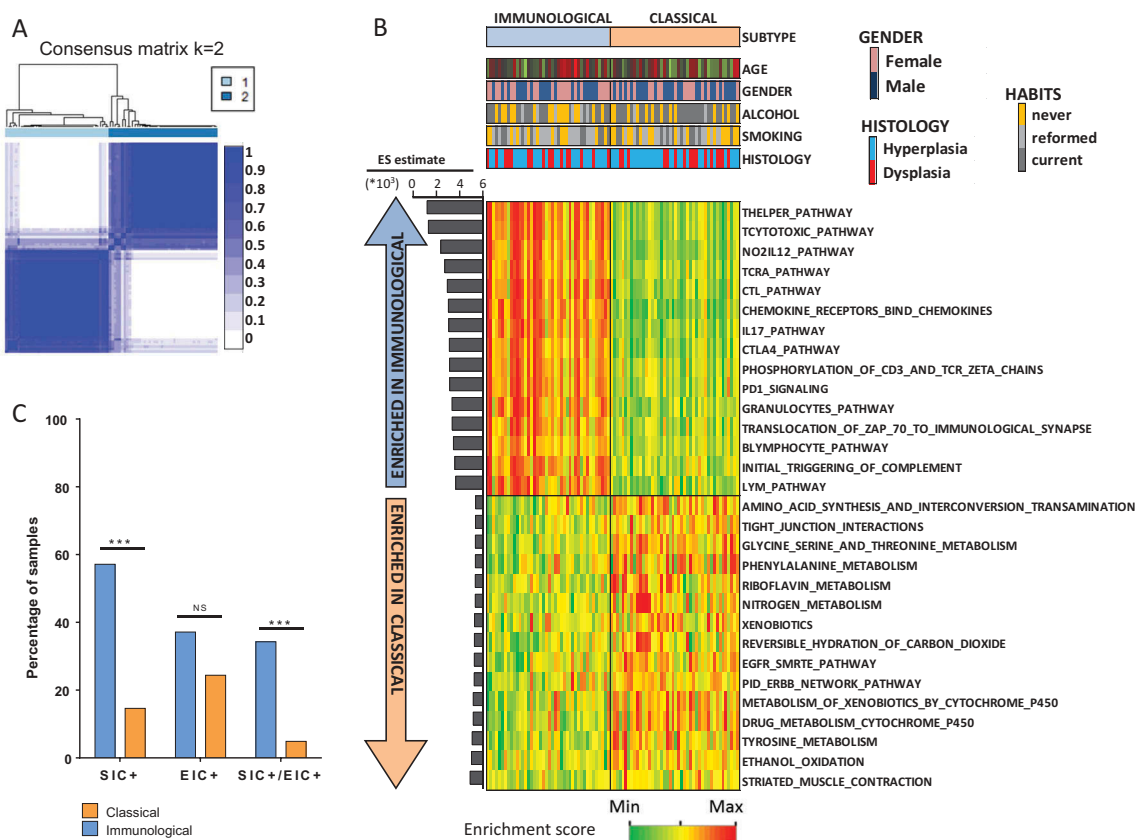 A
Consensus matrix k=2
1
2
1
0.9
0.8
0.7
0.6
0.5
0.4
0.3
0.2
0.1
0
B
IMMUNOLOGICAL CLASSICAL
SUBTYPE
AGE
GENDER
ALCOHOL
SMOKING
HISTOLOGY
GENDER
Female
Male
HISTOLOGY
Hyperplasia
Dysplasia
HABITS
never
reformed
current
ES estimate
(*10³) 0 2 4 6
ENRICHED IN IMMUNOLOGICAL
ENRICHED IN CLASSICAL
THELPER_PATHWAY
TCYTOTOXIC_PATHWAY
NO2IL12_PATHWAY
TCRA_PATHWAY
CTL_PATHWAY
CHEMOKINE_RECEPTORS_BIND_CHEMOKINES
IL17_PATHWAY
CTLA4_PATHWAY
PHOSPHORYLATION_OF_CD3_AND_TCR_ZETA_CHAINS
PD1_SIGNALING
GRANULOCYTES_PATHWAY
TRANSLOCATION_OF_ZAP_70_TO_IMMUNOLOGICAL_SYNAPSE
BLYMPHOCYTE_PATHWAY
INITIAL_TRIGGERING_OF_COMPLEMENT
LYM_PATHWAY
AMINO_ACID_SYNTHESIS_AND_INTERCONVERSION_TRANSAMINATION
TIGHT_JUNCTION_INTERACTIONS
GLYCINE_SERINE_AND_THREONINE_METABOLISM
PHENYLALANINE_METABOLISM
RIBOFLAVIN_METABOLISM
NITROGEN_METABOLISM
XENOBIOTICS
REVERSIBLE_HYDRATION_OF_CARBON_DIOXIDE
EGFR_SMRTE_PATHWAY
PID_ERBB_NETWORK_PATHWAY
METABOLISM_OF_XENOBIOTICS_BY_CYTOCHROME_P450
DRUG_METABOLISM_CYTOCHROME_P450
TYROSINE_METABOLISM
ETHANOL_OXIDATION
STRIATED_MUSCLE_CONTRACTION
Min Max
Enrichment score
C
Percentage of samples
100
80
60
40
20
0
***
NS
***
SIC+ EIC+ SIC+/EIC+
Classical
Immunological